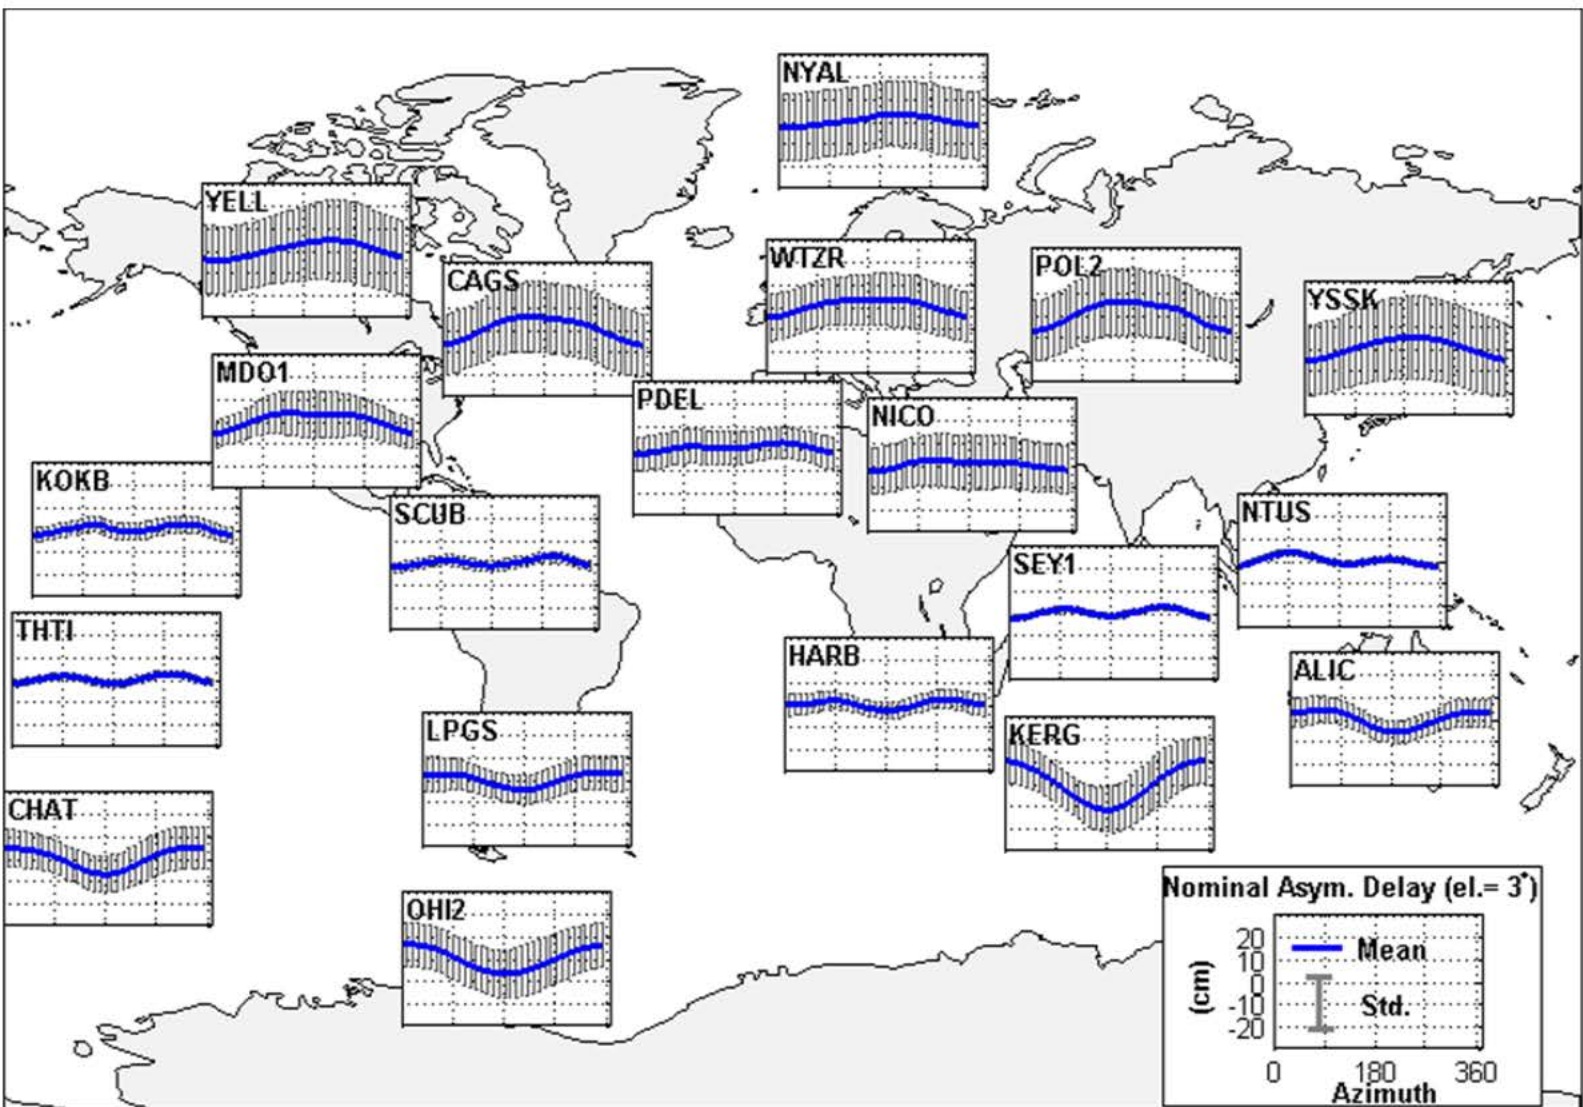 NYAL
YELL
WTZR
POL2
CAGS
YSSK
MDO1
PDEL
NICO
KOKB
SCUB
NTUS
SEY1
THTI
HARB
ALIC
LPGS
KERG
CHAT
OHI2
Nominal Asym. Delay (el.= 3°)
20
10
0
-10
-20
(cm)
Mean
Std.
0 180 360
Azimuth